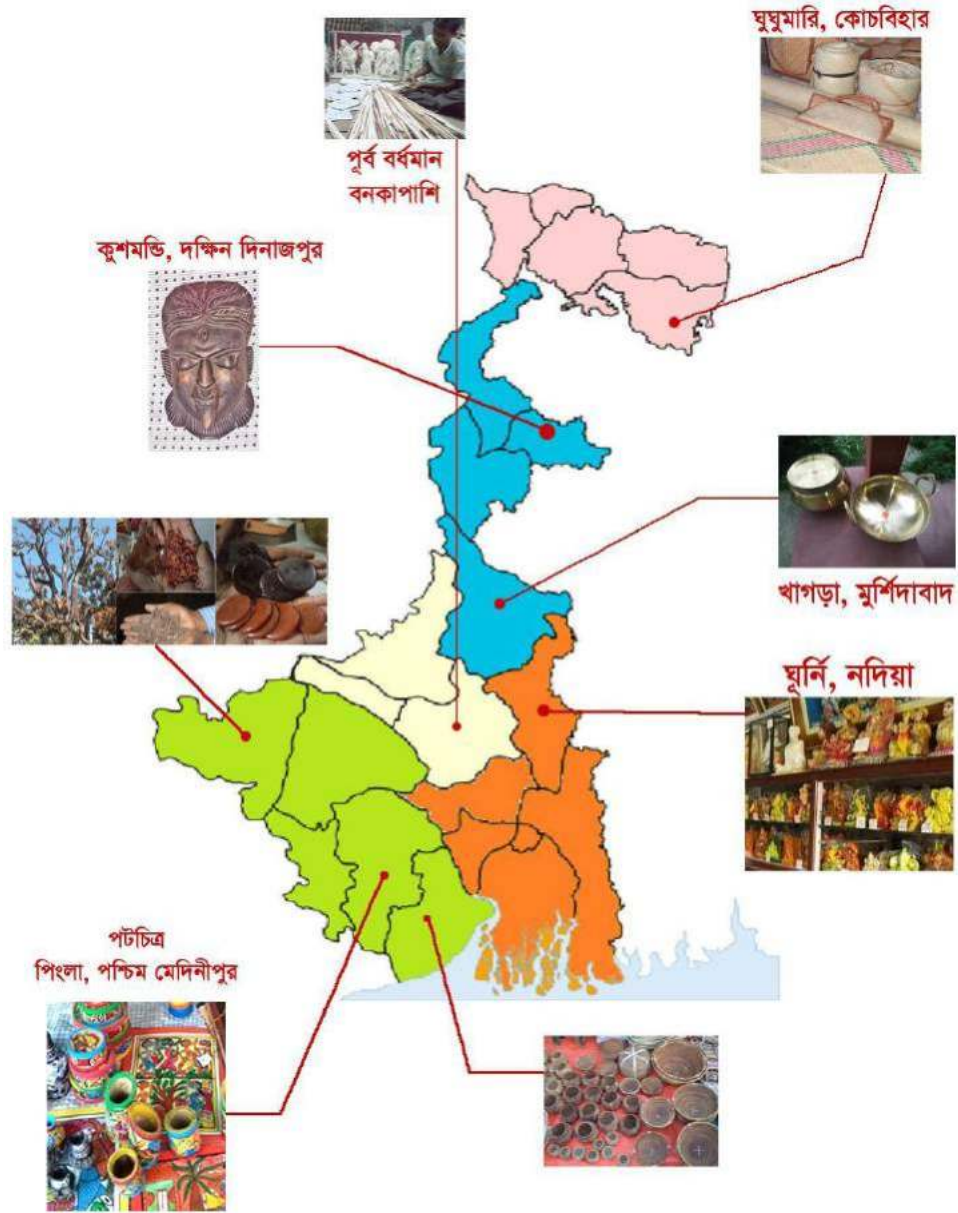 ঘুঘুমারি, কোচবিহার
পূর্ব বর্ধমান
বনকাপাশি
কুশমন্ডি, দক্ষিন দিনাজপুর
খাগড়া, মুর্শিদাবাদ
ঘূর্নি, নদিয়া
পটচিত্র
পিংলা, পশ্চিম মেদিনীপুর